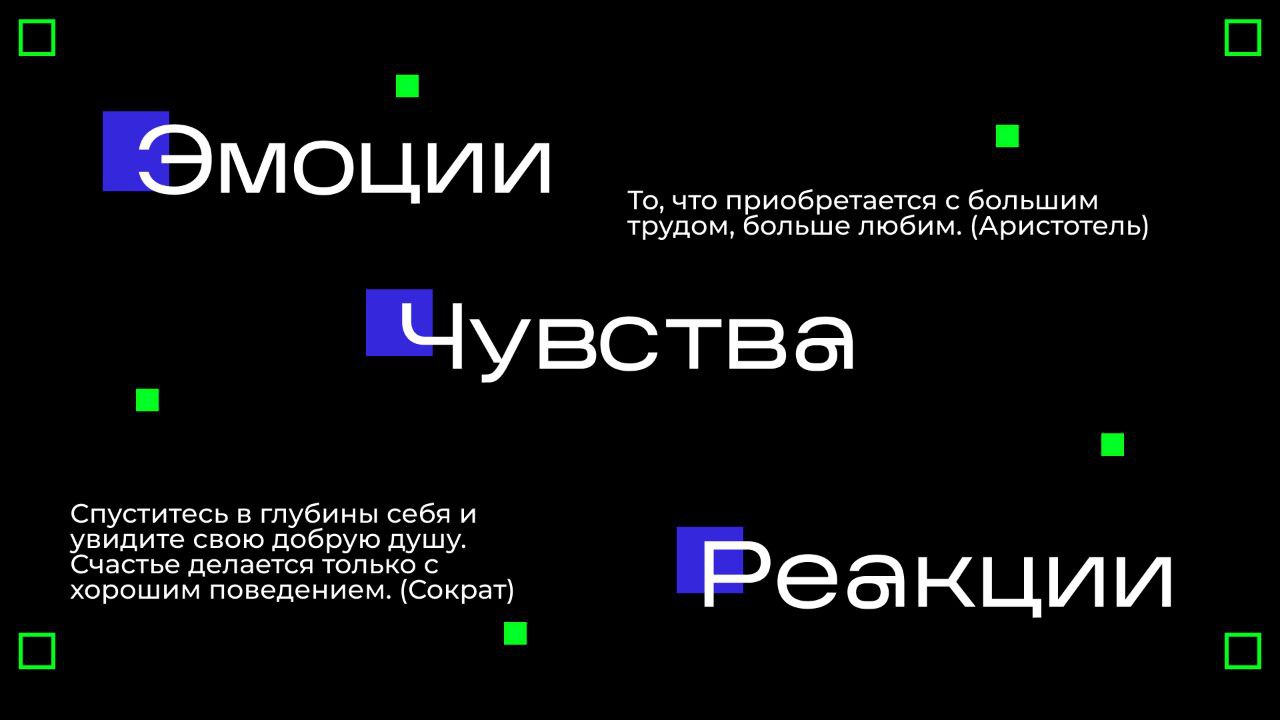 Эмоции
То, что приобретается с большим
трудом, больше любим. (Аристотель)
Чувства
Спуститесь в глубины себя и
увидите свою добрую душу.
Счастье делается только с
хорошим поведением. (Сократ)
Реакции